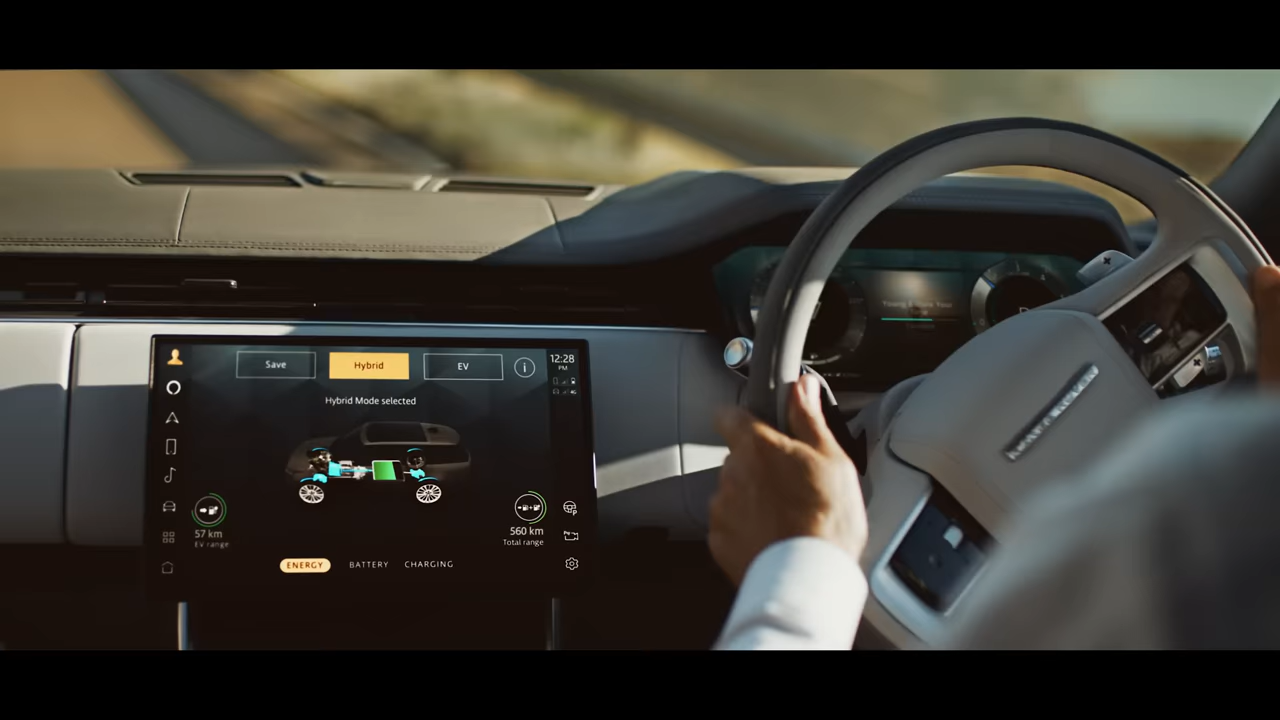 Save
Hybrid
EV
i
12:28
PM
Hybrid Mode selected
57 km
EV range
560 km
Total range
ENERGY
BATTERY
CHARGING